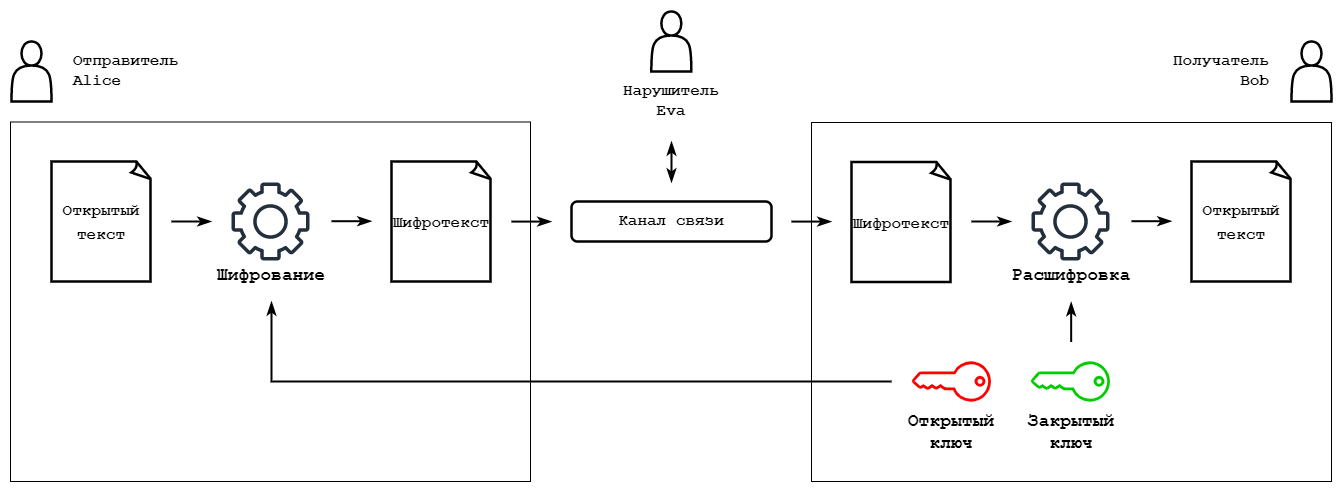 Отправитель
Alice
Нарушитель
Eva
Получатель
Bob
Открытый
текст
Шифрование
Шифротекст
Канал связи
Шифротекст
Расшифровка
Открытый
текст
Открытый
ключ
Закрытый
ключ